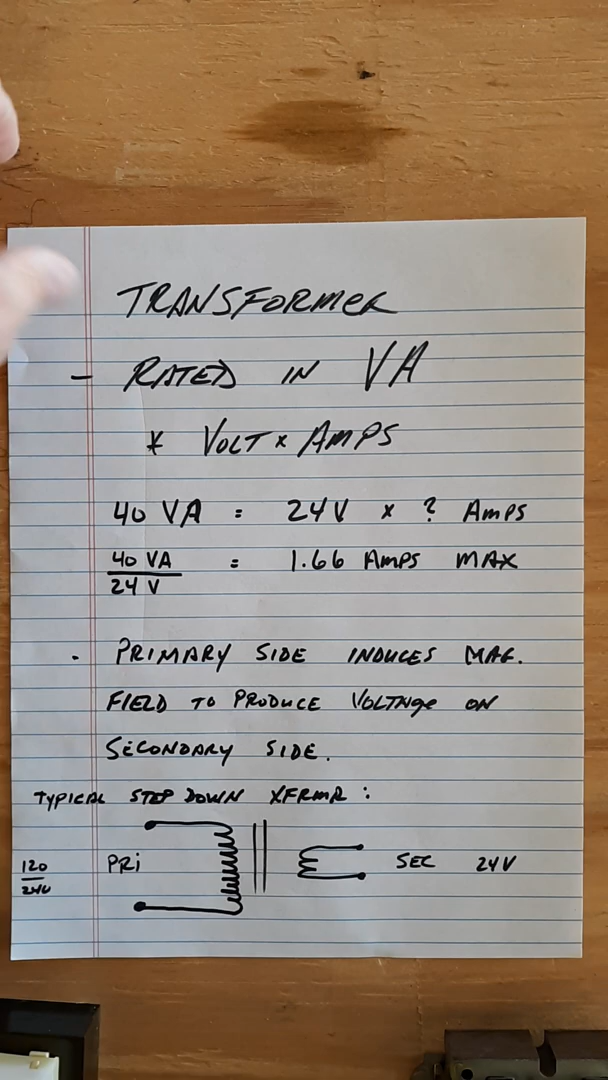 TRANSFORMER
- RATED IN VA
* VOLT x AMPS
40 VA = 24V x ? AMPS
40 VA = 1.66 AMPS MAX
24 V
- PRIMARY SIDE INDUCES MAG.
FIELD TO PRODUCE VOLTAGE ON
SECONDARY SIDE.
TYPICAL STEP DOWN XFRMR:
120 PRI SEC 24V
240